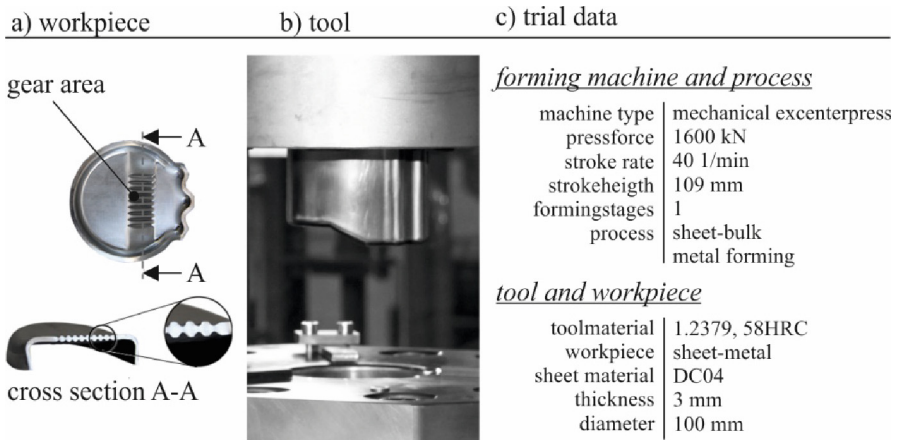 a) workpiece
b) tool
c) trial data
gear area
A
A
cross section A-A
forming machine and process
machine type mechanical excenterpress
pressforce 1600 kN
stroke rate 40 1/min
strokeheigth 109 mm
formingstages 1
process sheet-bulk
metal forming
tool and workpiece
toolmaterial 1.2379, 58HRC
workpiece sheet-metal
sheet material DC04
thickness 3 mm
diameter 100 mm